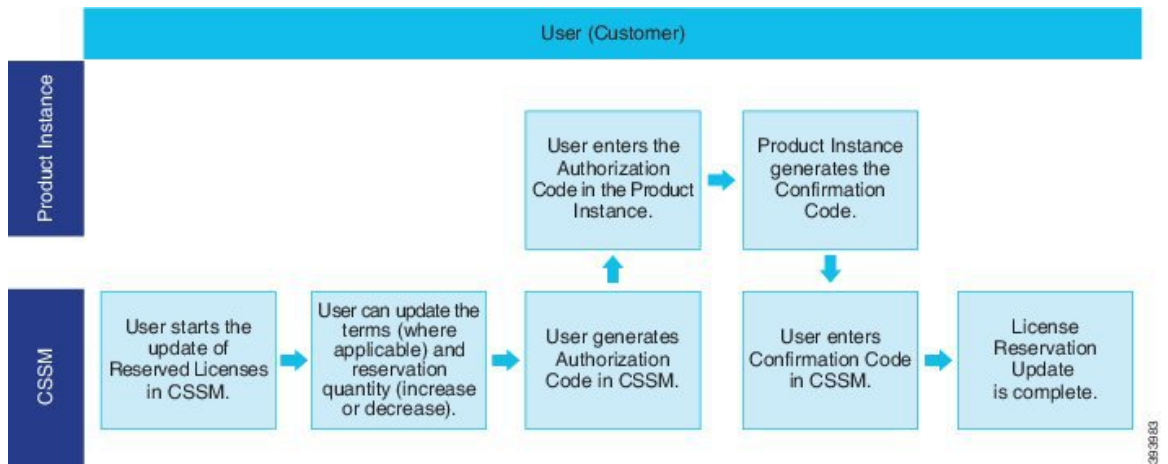 User (Customer)
Product Instance
User enters the
Authorization
Code in the Product
Instance.
Product Instance
generates the
Confirmation
Code.
CSSM
User starts the
update of
Reserved Licenses
in CSSM.
User can update the
terms (where
applicable) and
reservation
quantity (increase
or decrease).
User generates
Authorization
Code in CSSM.
User enters
Confirmation Code
in CSSM.
License
Reservation
Update
is complete.
393983